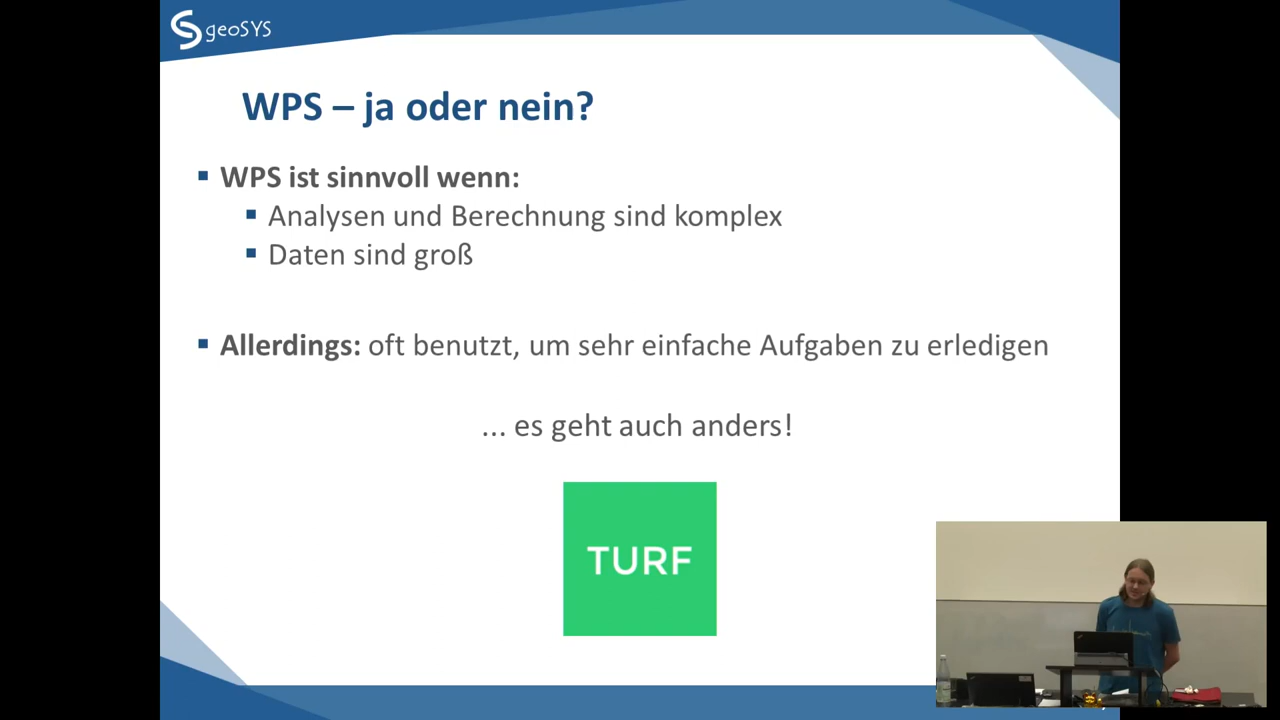 geoSYS
WPS – ja oder nein?
WPS ist sinnvoll wenn:
Analysen und Berechnung sind komplex
Daten sind groß
Allerdings: oft benutzt, um sehr einfache Aufgaben zu erledigen
... es geht auch anders!
TURF